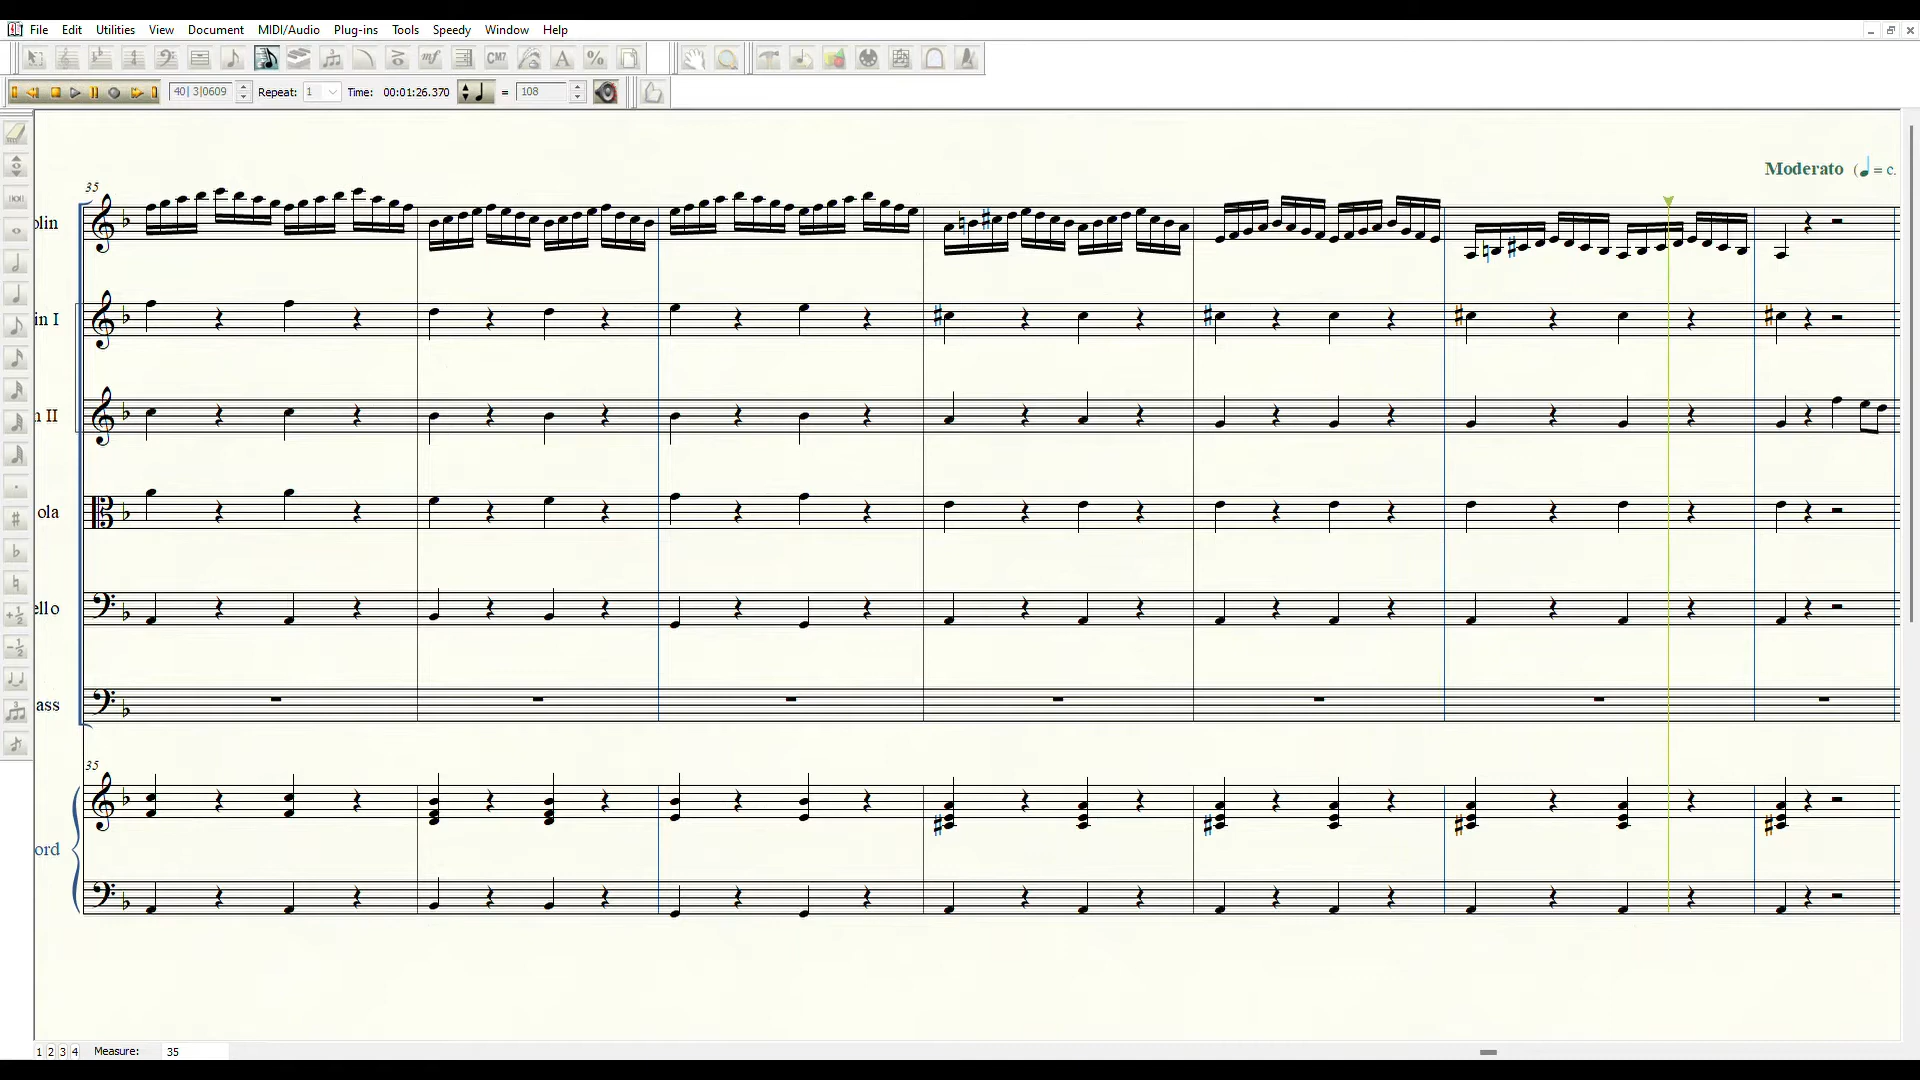 File Edit Utilities View Document MIDI/Audio Plug-ins Tools Speedy Window Help
mf CM7 A %
40| 3|0609 Repeat: 1 Time: 00:01:26.370 = 108
Moderato ( = c.
35
olin
in I
n II
ola
ello
ass
35
ord
1 2 3 4 Measure: 35